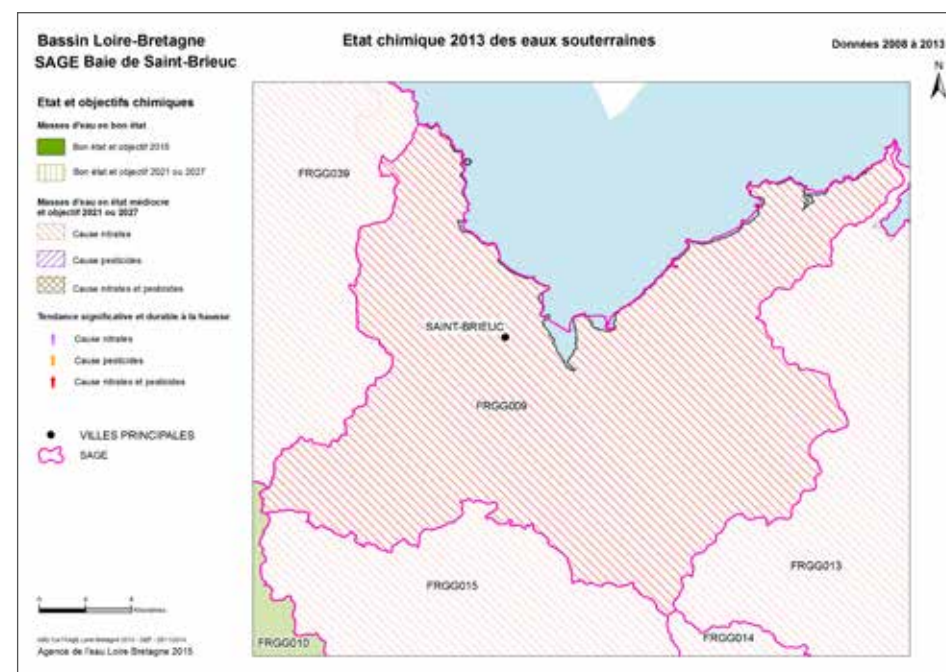 Bassin Loire-Bretagne
SAGE Baie de Saint-Brieuc
Etat chimique 2013 des eaux souterraines
Données 2008 à 2013
N
Etat et objectifs chimiques
Masses d'eau en bon état
Bon état et objectif 2015
Bon état et objectif 2021 ou 2027
Masses d'eau en état médiocre
et objectif 2021 ou 2027
Cause nitrates
Cause pesticides
Cause nitrates et pesticides
Tendance significative et durable à la hausse
Cause nitrates
Cause pesticides
Cause nitrates et pesticides
VILLES PRINCIPALES
SAGE
FRGG039
SAINT-BRIEUC
FRGG009
FRGG013
FRGG015
FRGG014
FRGG010
Kilomètres
Agence de l'eau Loire Bretagne 2015